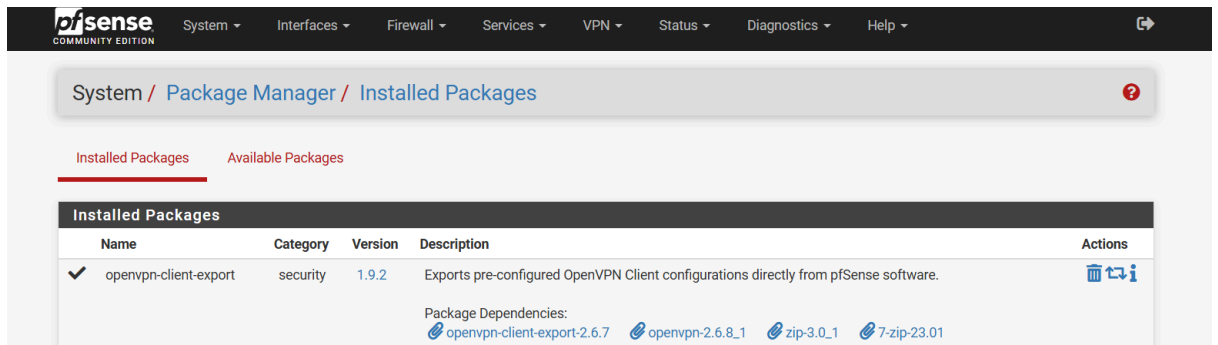 pfsense
COMMUNITY EDITION
System Interfaces Firewall Services VPN Status Diagnostics Help
System / Package Manager / Installed Packages
Installed Packages Available Packages
Installed Packages
Name Category Version Description Actions
openvpn-client-export security 1.9.2 Exports pre-configured OpenVPN Client configurations directly from pfSense software.
Package Dependencies:
openvpn-client-export-2.6.7 openvpn-2.6.8_1 zip-3.0_1 7-zip-23.01